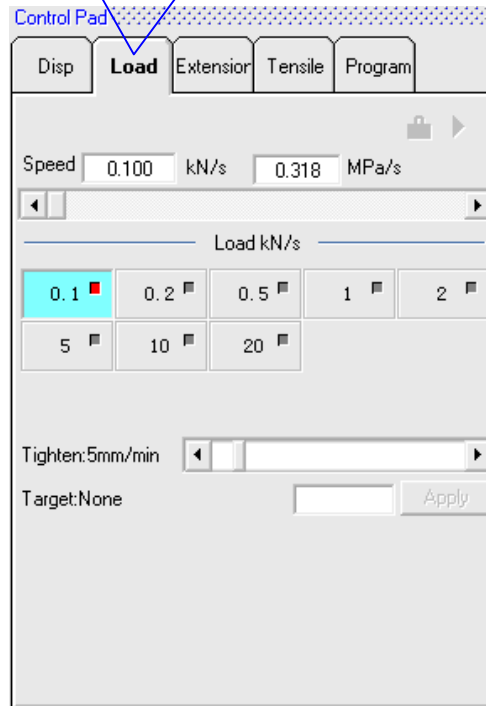 Control Pad
Disp Load Extension Tensile Program
Speed 0.100 kN/s 0.318 MPa/s
Load kN/s
0.1 0.2 0.5 1 2
5 10 20
Tighten:5mm/min
Target:None Apply